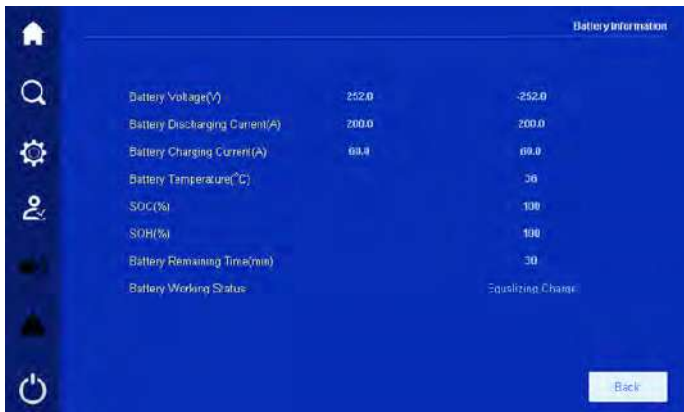 Battery Information
Battery Voltage(V) 252.0 -252.0
Battery Discharging Current(A) 200.0 200.0
Battery Charging Current(A) 60.0 60.0
Battery Temperature(°C) 36
SOC(%) 100
SOH(%) 100
Battery Remaining Time(min) 30
Battery Working Status Equalizing Charge
Back